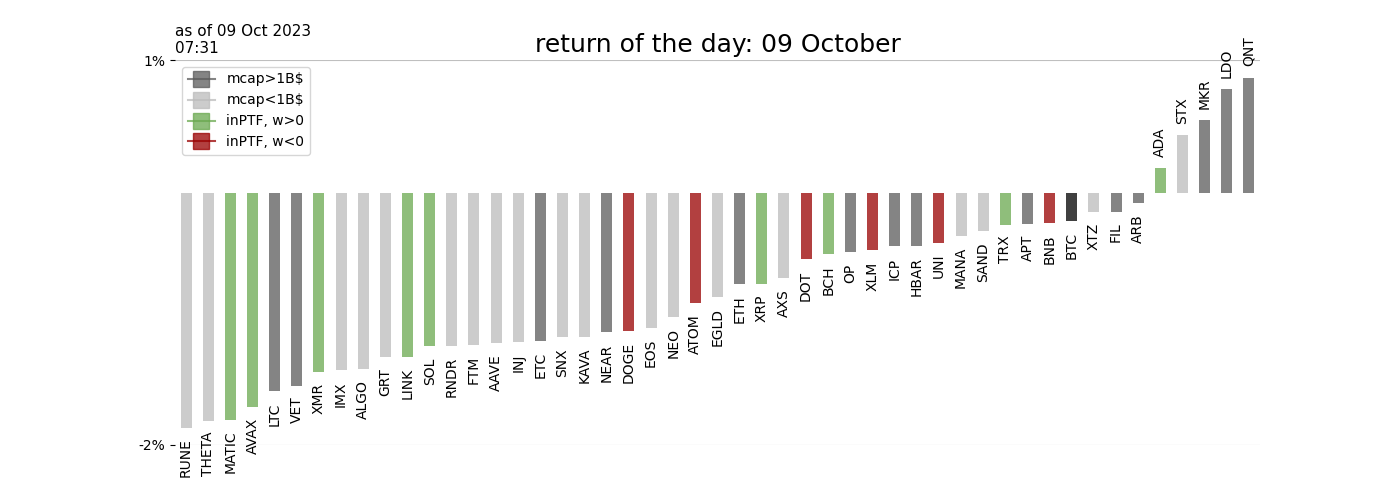 as of 09 Oct 2023
07:31
return of the day: 09 October
1%
mcap>1B$
mcap<1B$
inPTF, w>0
inPTF, w<0
-2%
RUNE
THETA
MATIC
AVAX
LTC
VET
XMR
IMX
ALGO
GRT
LINK
SOL
RNDR
FTM
AAVE
INJ
ETC
SNX
KAVA
NEAR
DOGE
EOS
NEO
ATOM
EGLD
ETH
XRP
AXS
DOT
BCH
OP
XLM
ICP
HBAR
UNI
MANA
SAND
TRX
APT
BNB
BTC
XTZ
FIL
ARB
ADA
STX
MKR
LDO
QNT